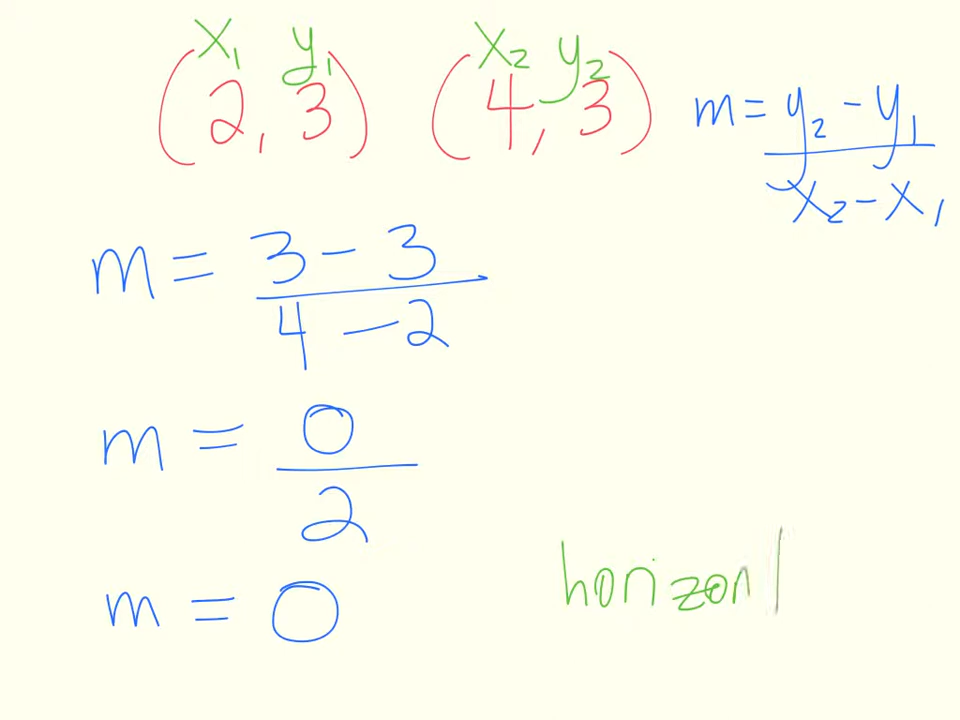 x₁ y₁ x₂ y₂
(2, 3) (4, 3)
m = y₂ - y₁
x₂ - x₁
m = 3 - 3
4 - 2
m = 0
2
m = 0
horizon